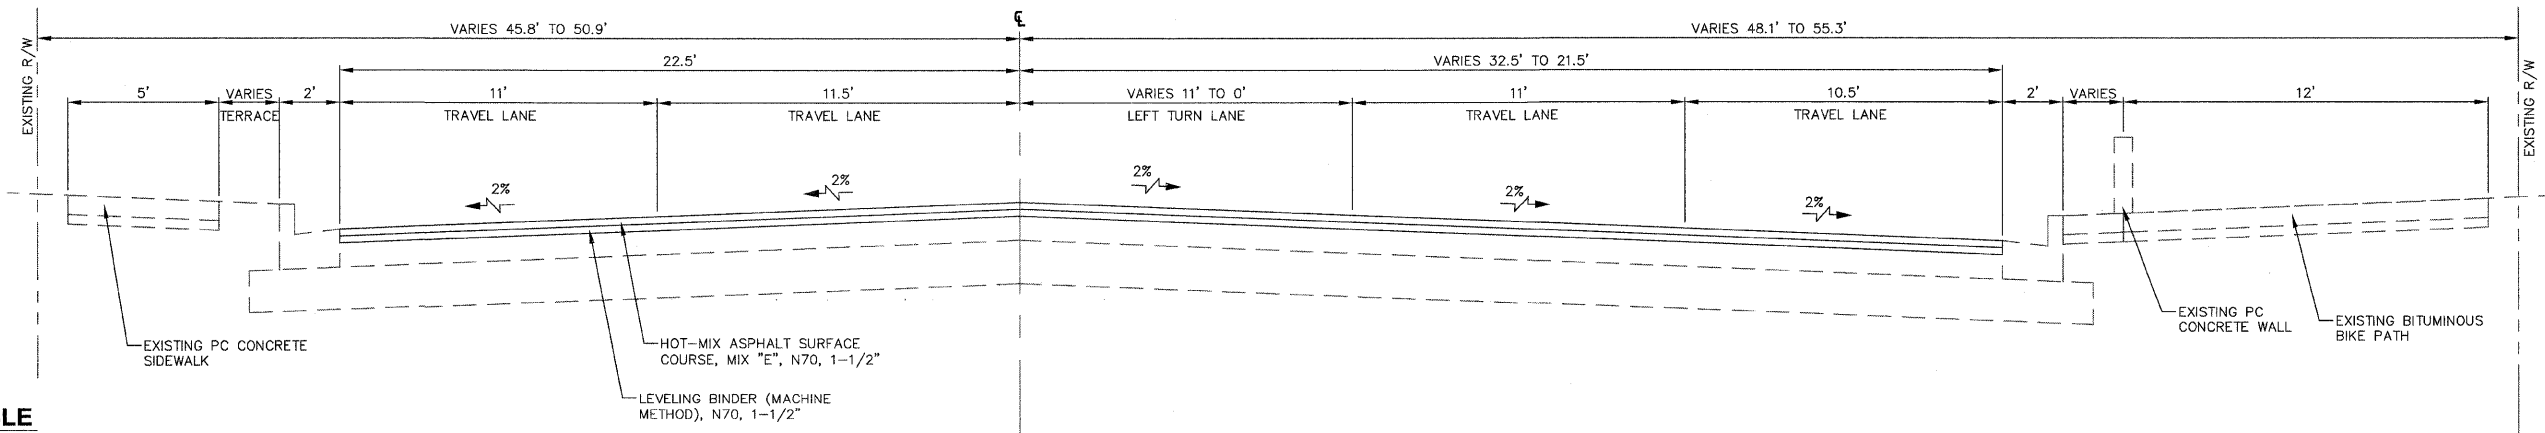 ℄
VARIES 45.8' TO 50.9'
VARIES 48.1' TO 55.3'
22.5'
VARIES 32.5' TO 21.5'
EXISTING R/W
5'
VARIES
TERRACE
2'
11'
TRAVEL LANE
11.5'
TRAVEL LANE
VARIES 11' TO 0'
LEFT TURN LANE
11'
TRAVEL LANE
10.5'
TRAVEL LANE
2'
VARIES
12'
EXISTING R/W
2%
2%
2%
2%
2%
EXISTING PC CONCRETE
SIDEWALK
HOT-MIX ASPHALT SURFACE
COURSE, MIX "E", N70, 1-1/2"
LEVELING BINDER (MACHINE
METHOD), N70, 1-1/2"
EXISTING PC
CONCRETE WALL
EXISTING BITUMINOUS
BIKE PATH
LE